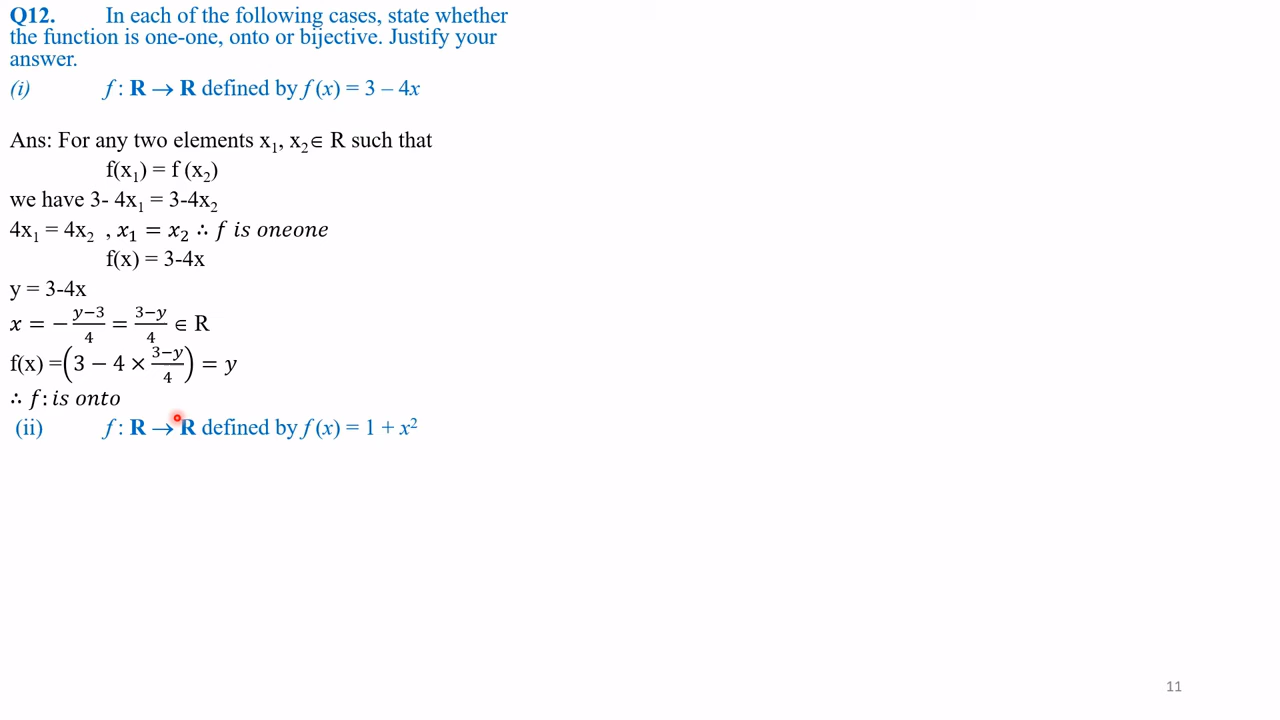 Q12. In each of the following cases, state whether
the function is one-one, onto or bijective. Justify your
answer.
(i) f : R → R defined by f (x) = 3 – 4x
Ans: For any two elements x₁, x₂∈ R such that
f(x₁) = f (x₂)
we have 3- 4x₁ = 3-4x₂
4x₁ = 4x₂ , 𝑥₁ = 𝑥₂ ∴ 𝑓 𝑖𝑠 𝑜𝑛𝑒𝑜𝑛𝑒
f(x) = 3-4x
y = 3-4x
𝑥 = −(𝑦−3)/4 = (3−𝑦)/4 ∈ R
f(x) =(3 − 4 × (3−𝑦)/4) = 𝑦
∴ 𝑓: 𝑖𝑠 𝑜𝑛𝑡𝑜
(ii) f : R → R defined by f (x) = 1 + x²
11